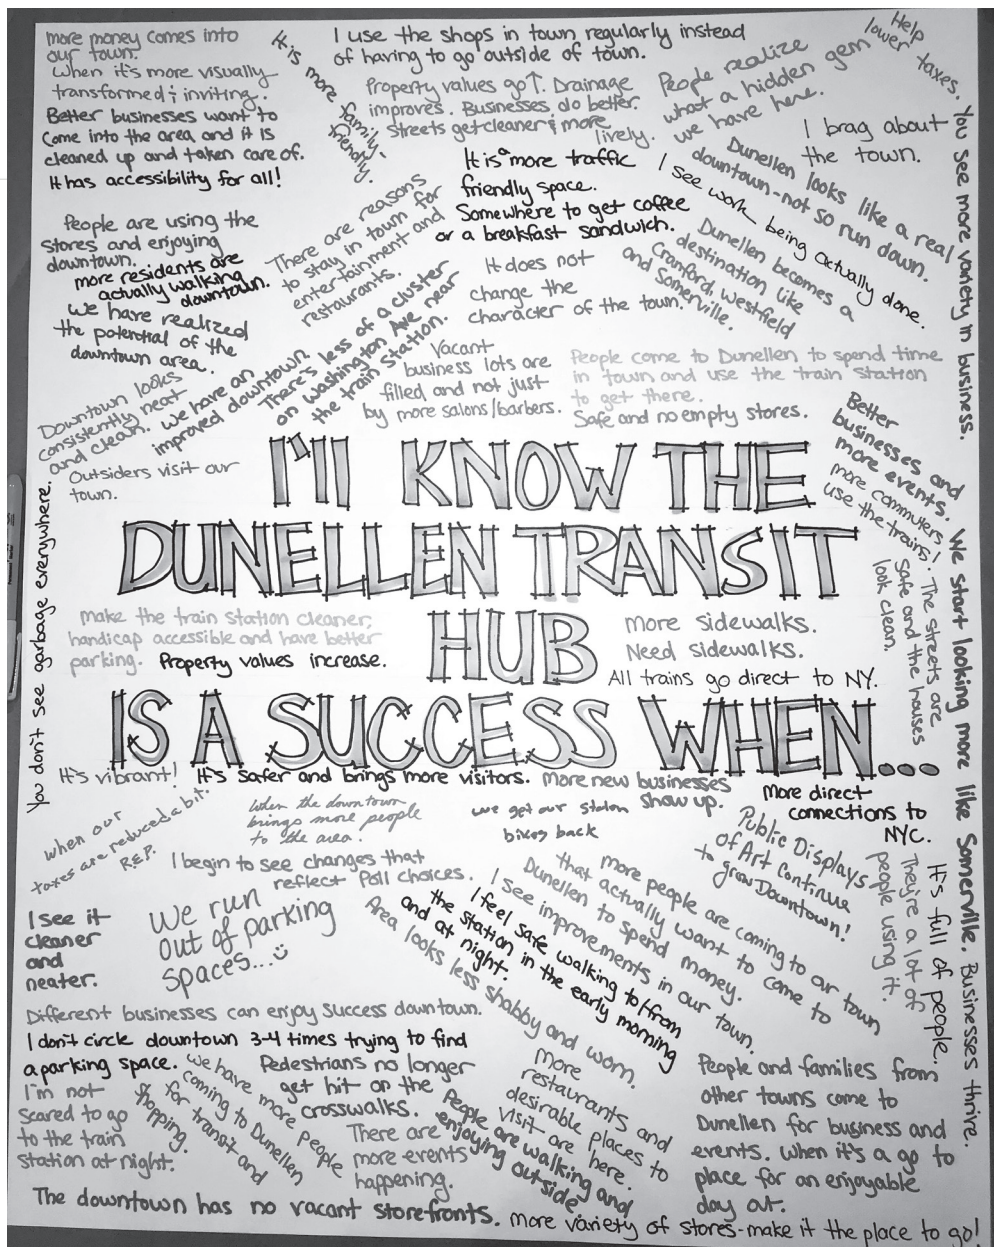 more money comes into
our town.
When it's more visually
transformed & inviting.
Better businesses want to
come into the area and it is
cleaned up and taken care of.
It has accessibility for all!
It is more
family
friendly.
I use the shops in town regularly instead
of having to go outside of town.
Property values go ↑. Drainage
improves. Businesses do better.
Streets get cleaner & more
lively.
People realize
what a hidden gem
we have here.
Help
lower
taxes.
I brag about
the town.
You see more variety in business.
It is a more traffic
friendly space.
Somewhere to get coffee
or a breakfast sandwich.
Dunellen looks like a real
downtown - not so run down.
I see work being actually done.
Dunellen becomes a
destination like
Cranford, Westfield
and Somerville.
People are using the
stores and enjoying
downtown.
more residents are
actually walking
downtown.
We have realized
the potential of the
downtown area.
There are reasons
to stay in town for
entertainment and
restaurants.
It does not
change the
character of the town.
There's less of a cluster
on Washington Ave near
the train station.
Downtown looks
consistently neat
and clean.
We have an
improved downtown
Vacant
business lots are
filled and not just
by more salons/barbers.
People come to Dunellen to spend time
in town and use the train station
to get there.
Safe and no empty stores.
Outsiders visit our
town.
Better
businesses and
more events.
more commuters
use the trains!
You don't see garbage everywhere.
I'll KNOW THE
DUNELLEN TRANSIT
HUB
IS A SUCCESS WHEN...
make the train station cleaner,
handicap accessible and have better
parking.
Property values increase.
more sidewalks.
Need sidewalks.
All trains go direct to NY.
The streets are
safe and the houses
look clean.
We start looking more like Somerville.
It's vibrant!
It's safer and brings more visitors.
more new businesses
show up.
More direct
connections to
NYC.
when our
taxes are reduced a bit.
R.E.P.
When the downtown
brings more people
to the area.
we get our stolen
bikes back
Public Displays
of Art Continue
to grow Downtown!
I begin to see changes that
reflect Poll choices.
I see it
cleaner
and
neater.
We run
out of parking
spaces...
Area looks less shabby and worn.
I feel safe walking to/from
the station in the early morning
and at night.
I see improvements in our town.
more people are coming to our town
that actually want to come to
Dunellen to spend money.
They're a lot of
people using it.
It's full of people.
Businesses thrive.
Different businesses can enjoy success downtown.
I don't circle downtown 3-4 times trying to find
a parking space.
I'm not
scared to go
to the train
station at night.
We have more people
coming to Dunellen
for transit and
shopping.
Pedestrians no longer
get hit on the
crosswalks.
There are
more events
happening.
People are walking and
enjoying outside.
more
restaurants and
desirable places to
visit are here.
People and families from
other towns come to
Dunellen for business and
events. When it's a go to
place for an enjoyable
day out.
The downtown has no vacant storefronts.
more variety of stores - make it the place to go!